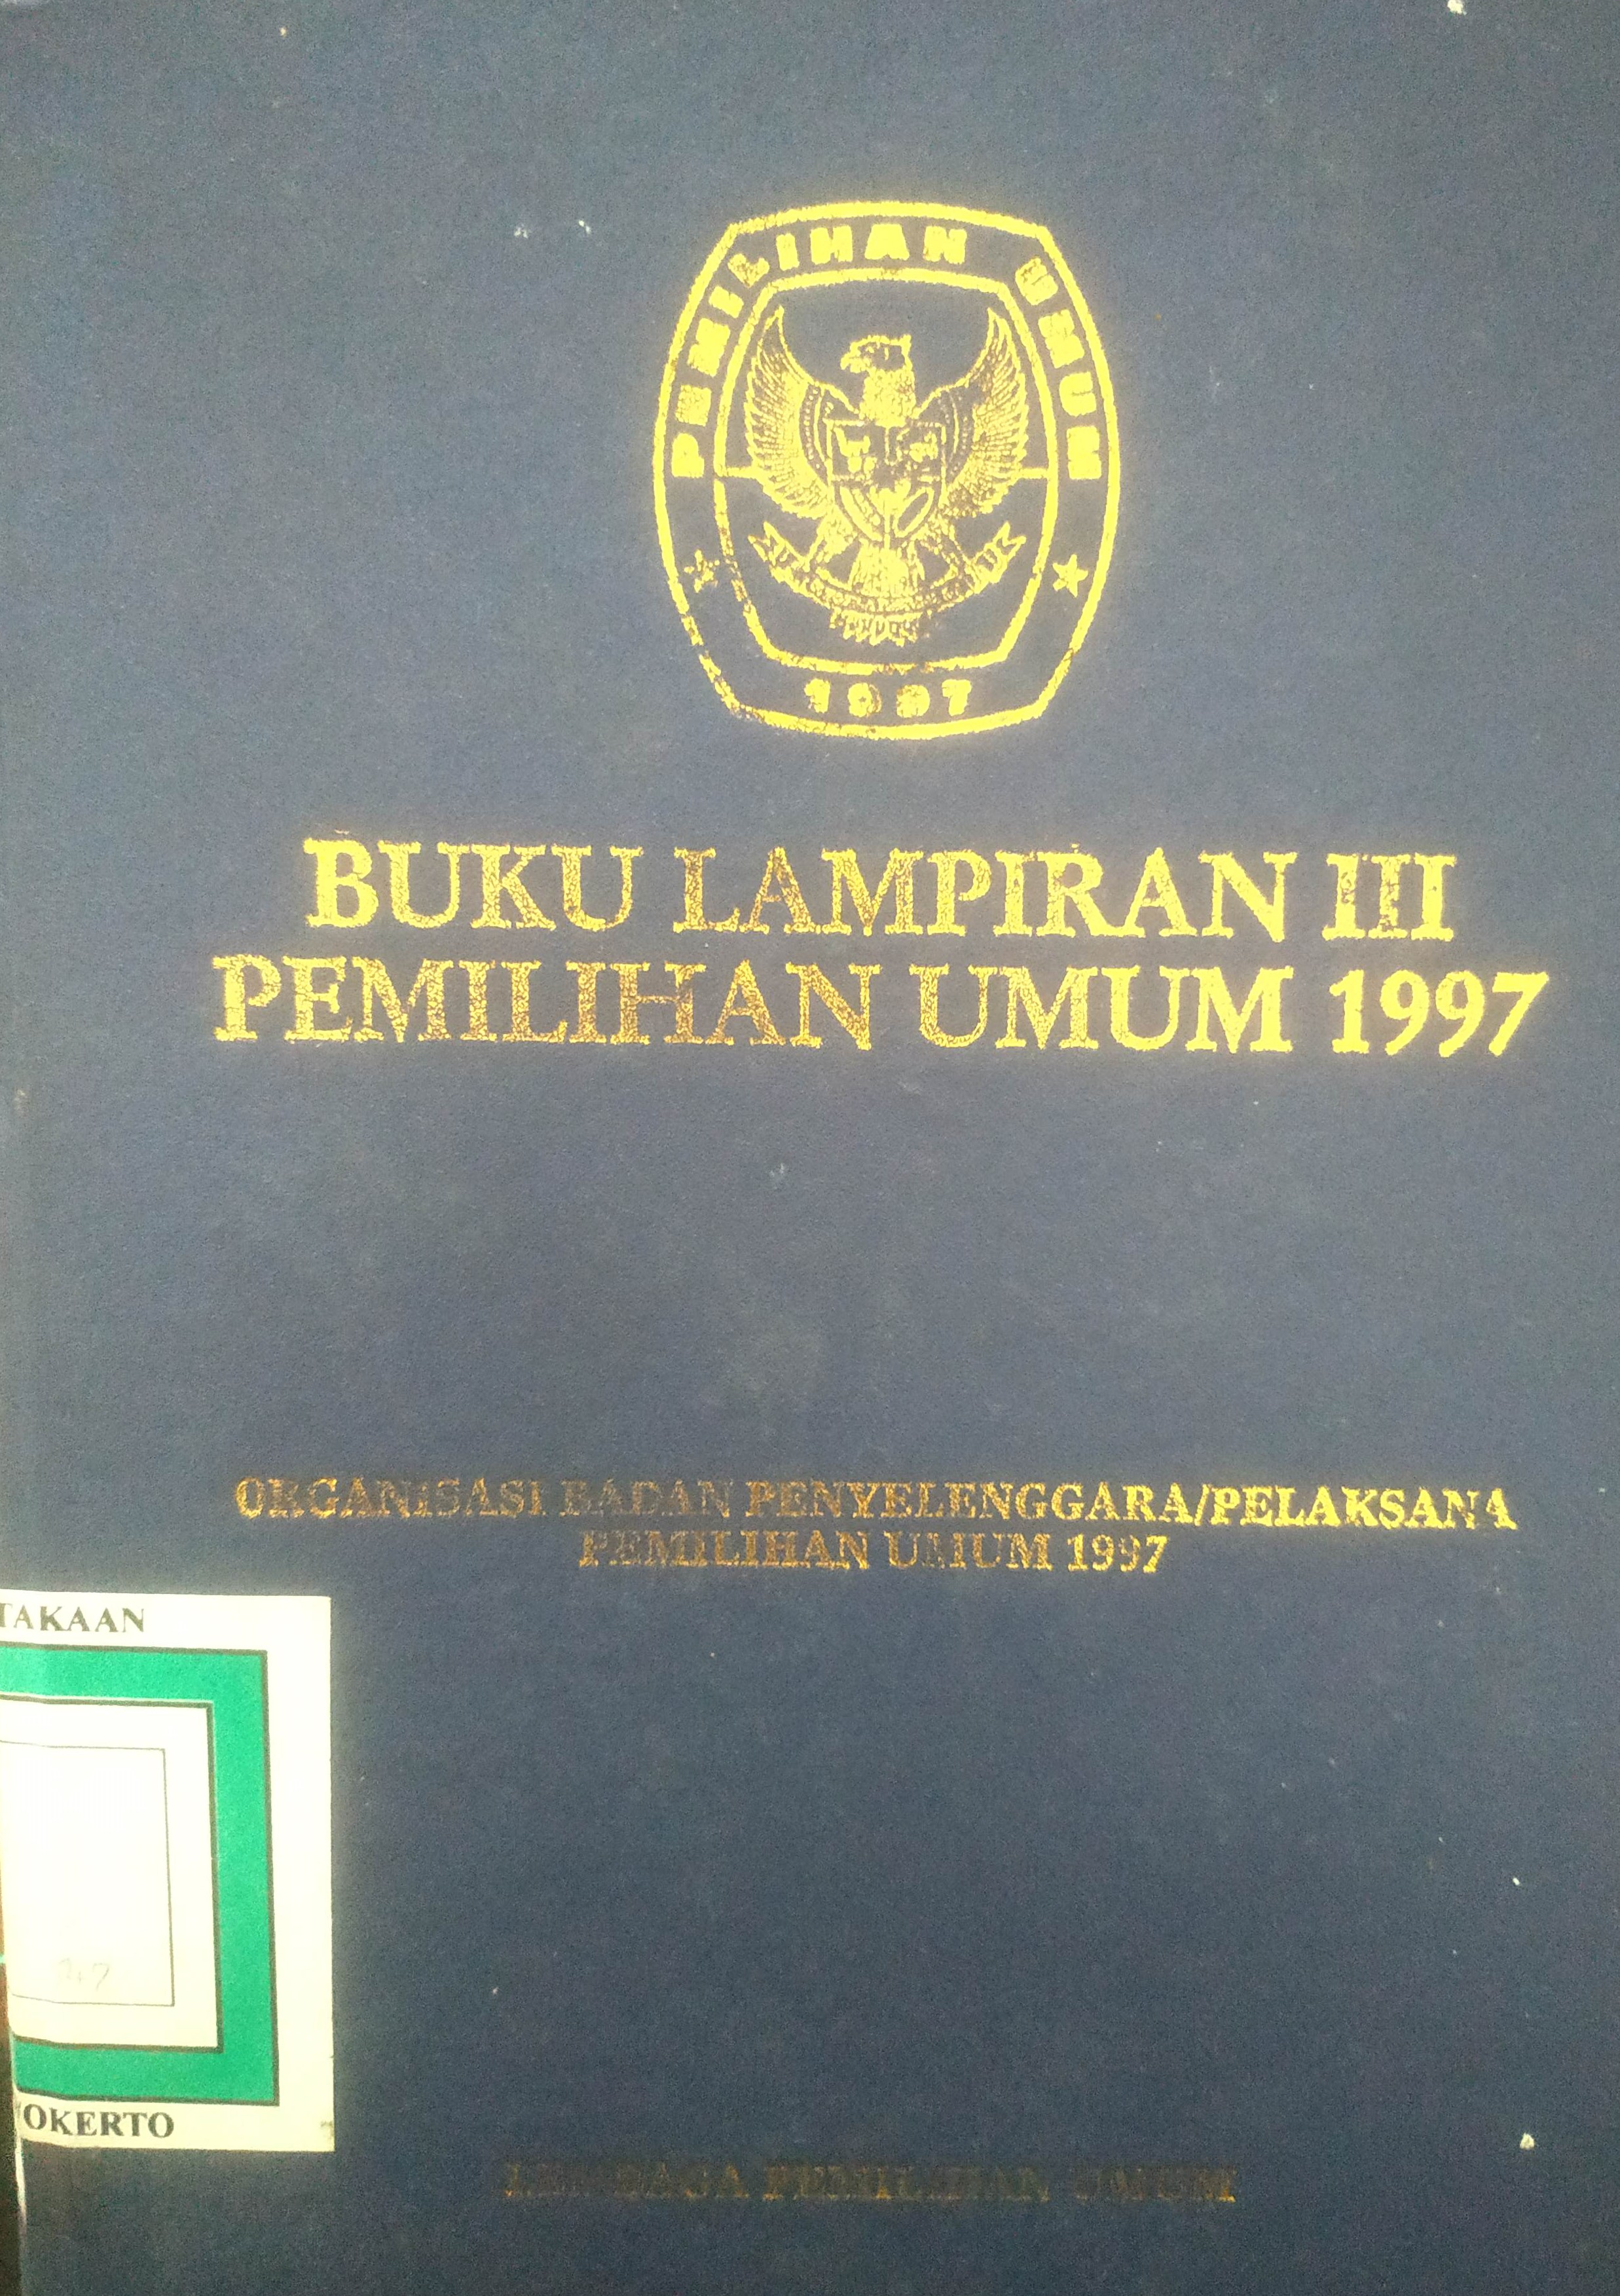 PEMILIHAN UMUM
1997
BUKU LAMPIRAN III
PEMILIHAN UMUM 1997
ORGANISASI BADAN PENYELENGGARA/PELAKSANA
PEMILIHAN UMUM 1997
TAKAAN
OKERTO
LEMBAGA PEMILIHAN UMUM